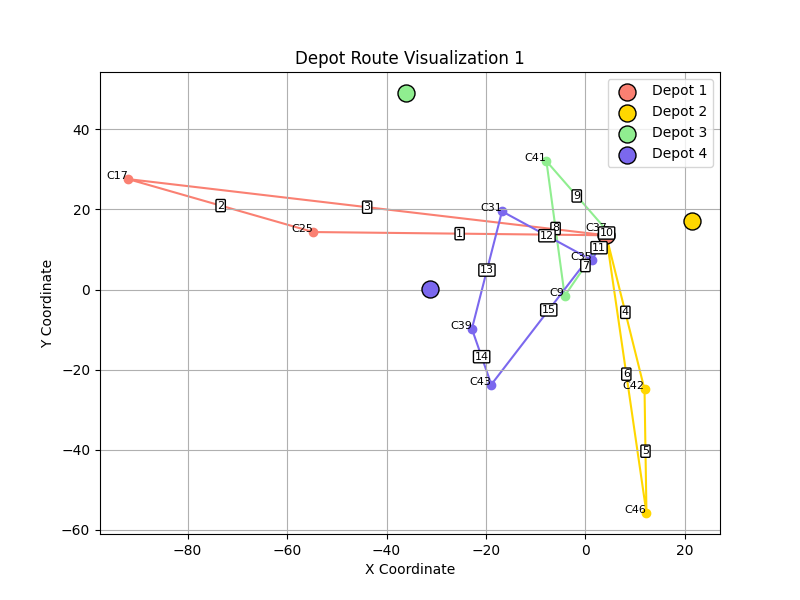 Depot Route Visualization 1
Depot 1
Depot 2
Depot 3
Depot 4
Y Coordinate
40
20
0
−20
−40
−60
C41
C17
9
2
3
C31
C37
8
10
C25
1
12
11
C35
7
13
C9
4
15
C39
14
6
C43
C42
5
C46
−80
−60
−40
−20
0
20
X Coordinate